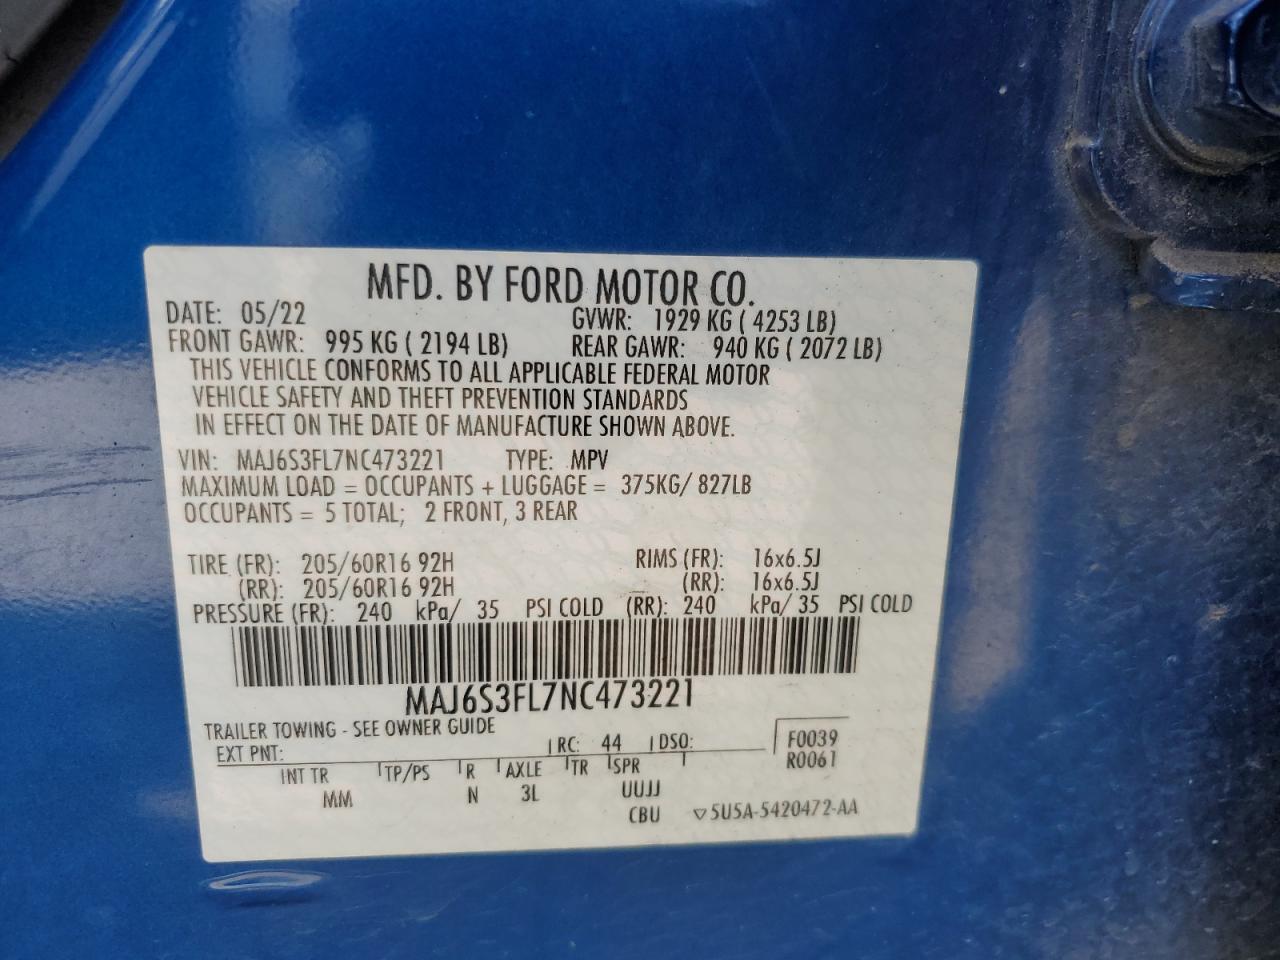 MFD. BY FORD MOTOR CO.
DATE: 05/22 GVWR: 1929 KG ( 4253 LB)
FRONT GAWR: 995 KG ( 2194 LB) REAR GAWR: 940 KG ( 2072 LB)
THIS VEHICLE CONFORMS TO ALL APPLICABLE FEDERAL MOTOR
VEHICLE SAFETY AND THEFT PREVENTION STANDARDS
IN EFFECT ON THE DATE OF MANUFACTURE SHOWN ABOVE.
VIN: MAJ6S3FL7NC473221 TYPE: MPV
MAXIMUM LOAD = OCCUPANTS + LUGGAGE = 375KG/ 827LB
OCCUPANTS = 5 TOTAL; 2 FRONT, 3 REAR
TIRE (FR): 205/60R16 92H RIMS (FR): 16x6.5J
(RR): 205/60R16 92H (RR): 16x6.5J
PRESSURE (FR): 240 kPa/ 35 PSI COLD (RR): 240 kPa/ 35 PSI COLD
MAJ6S3FL7NC473221
TRAILER TOWING - SEE OWNER GUIDE
EXT PNT: RC: 44 DSO: F0039
INT TR TP/PS R AXLE TR SPR R0061
MM N 3L UUJJ
CBU ▽5U5A-5420472-AA